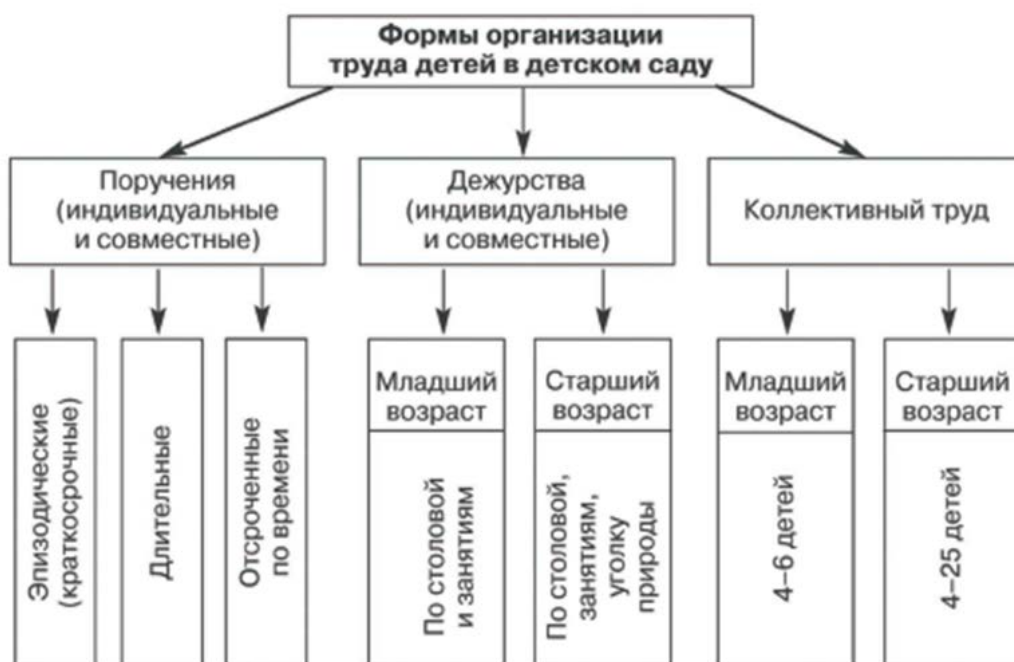 Формы организации
труда детей в детском саду
Поручения
(индивидуальные
и совместные)
Дежурства
(индивидуальные
и совместные)
Коллективный труд
Эпизодические
(краткосрочные)
Длительные
Отсроченные
по времени
Младший
возраст
По столовой
и занятиям
Старший
возраст
По столовой,
занятиям,
уголку
природы
Младший
возраст
4–6 детей
Старший
возраст
4–25 детей